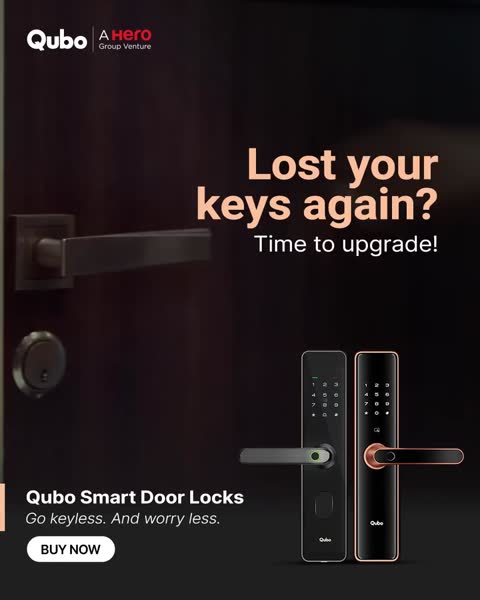 Qubo
A Hero
Group Venture
Lost your
keys again?
Time to upgrade!
1 2 3
4 5 6
7 8 9
* 0 #
Qubo
1 2 3
4 5 6
7 8 9
Qubo
Qubo Smart Door Locks
Go keyless. And worry less.
BUY NOW